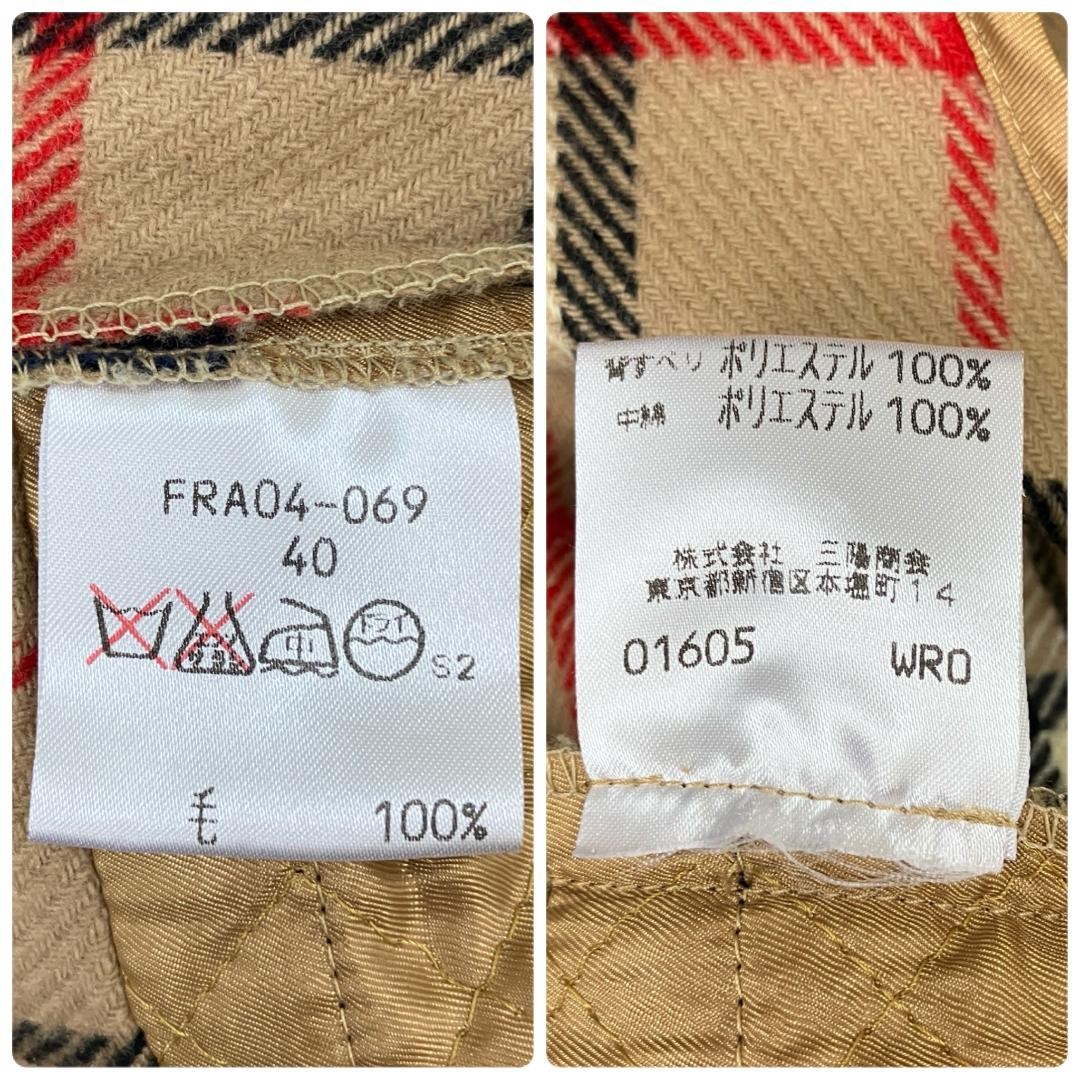 FRA04-069
40
中 ドライ S2
毛 100%
背すべり ポリエステル 100%
中綿 ポリエステル 100%
株式会社 三陽商会
東京都新宿区本塩町14
01605 WRO